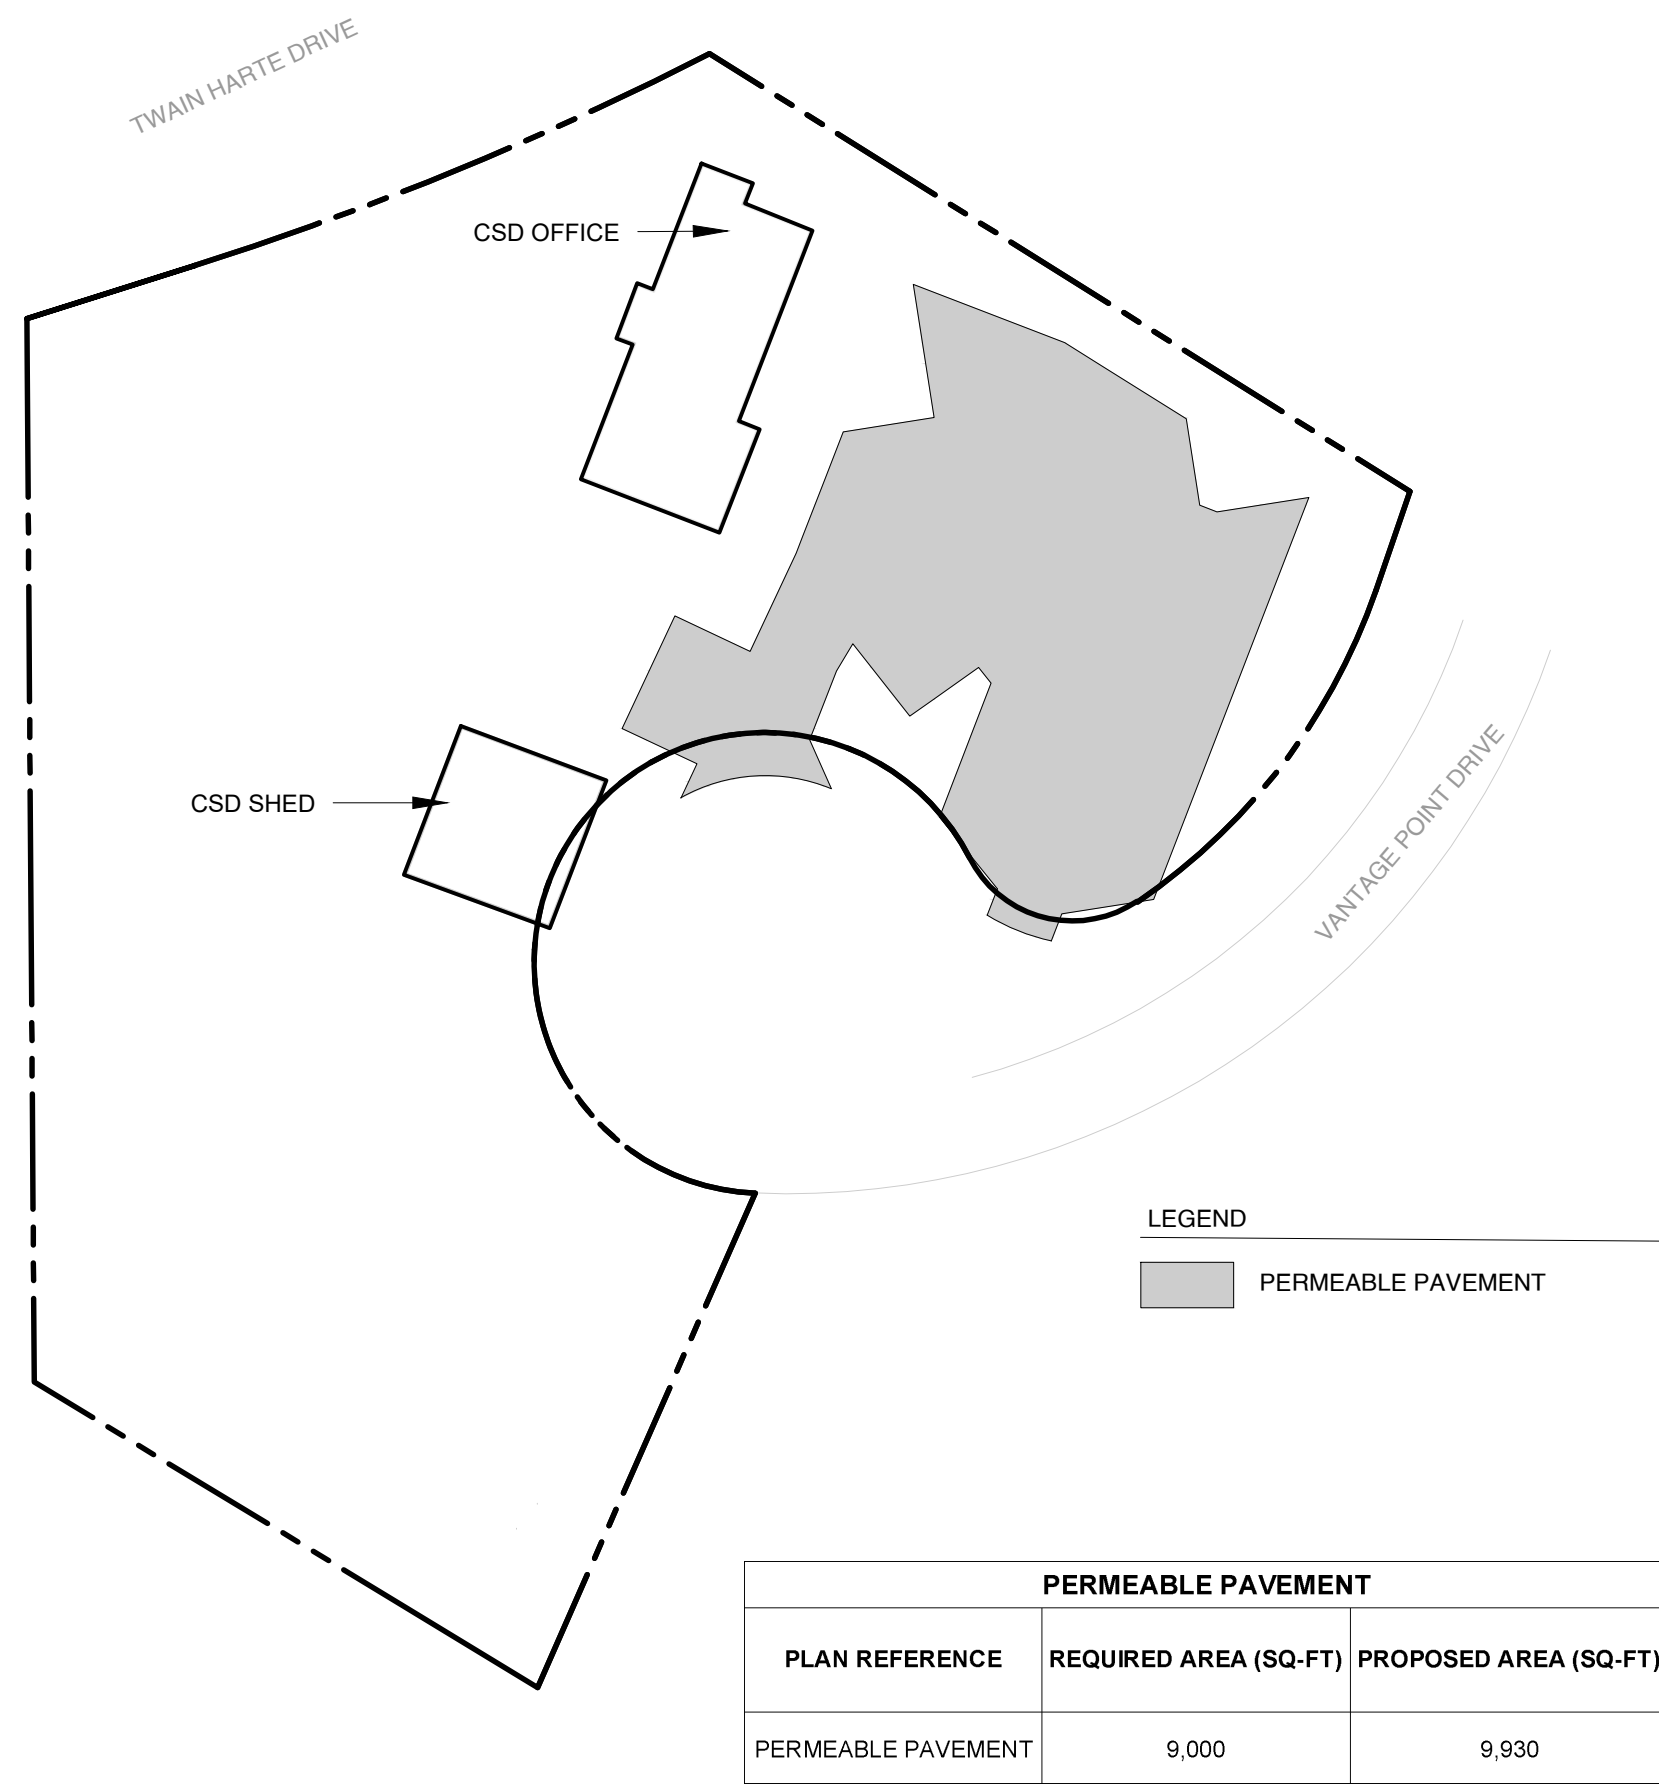 TWAIN HARTE DRIVE
CSD OFFICE
CSD SHED
VANTAGE POINT DRIVE
LEGEND
PERMEABLE PAVEMENT
PERMEABLE PAVEMENT
PLAN REFERENCE REQUIRED AREA (SQ-FT) PROPOSED AREA (SQ-FT)
PERMEABLE PAVEMENT 9,000 9,930